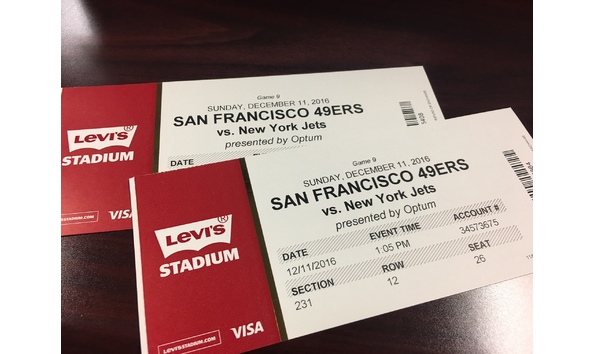 Game 9
SUNDAY, DECEMBER 11, 2016
SAN FRANCISCO 49ERS
vs. New York Jets
presented by Optum
DATE
LEVI'S®
STADIUM
VISA
Game 9
SUNDAY, DECEMBER 11, 2016
SAN FRANCISCO 49ERS
vs. New York Jets
presented by Optum
DATE EVENT TIME ACCOUNT #
12/11/2016 1:05 PM 34573675
SECTION ROW SEAT
231 12 26
LEVI'S®
STADIUM
LEVISSTADIUM.COM
VISA